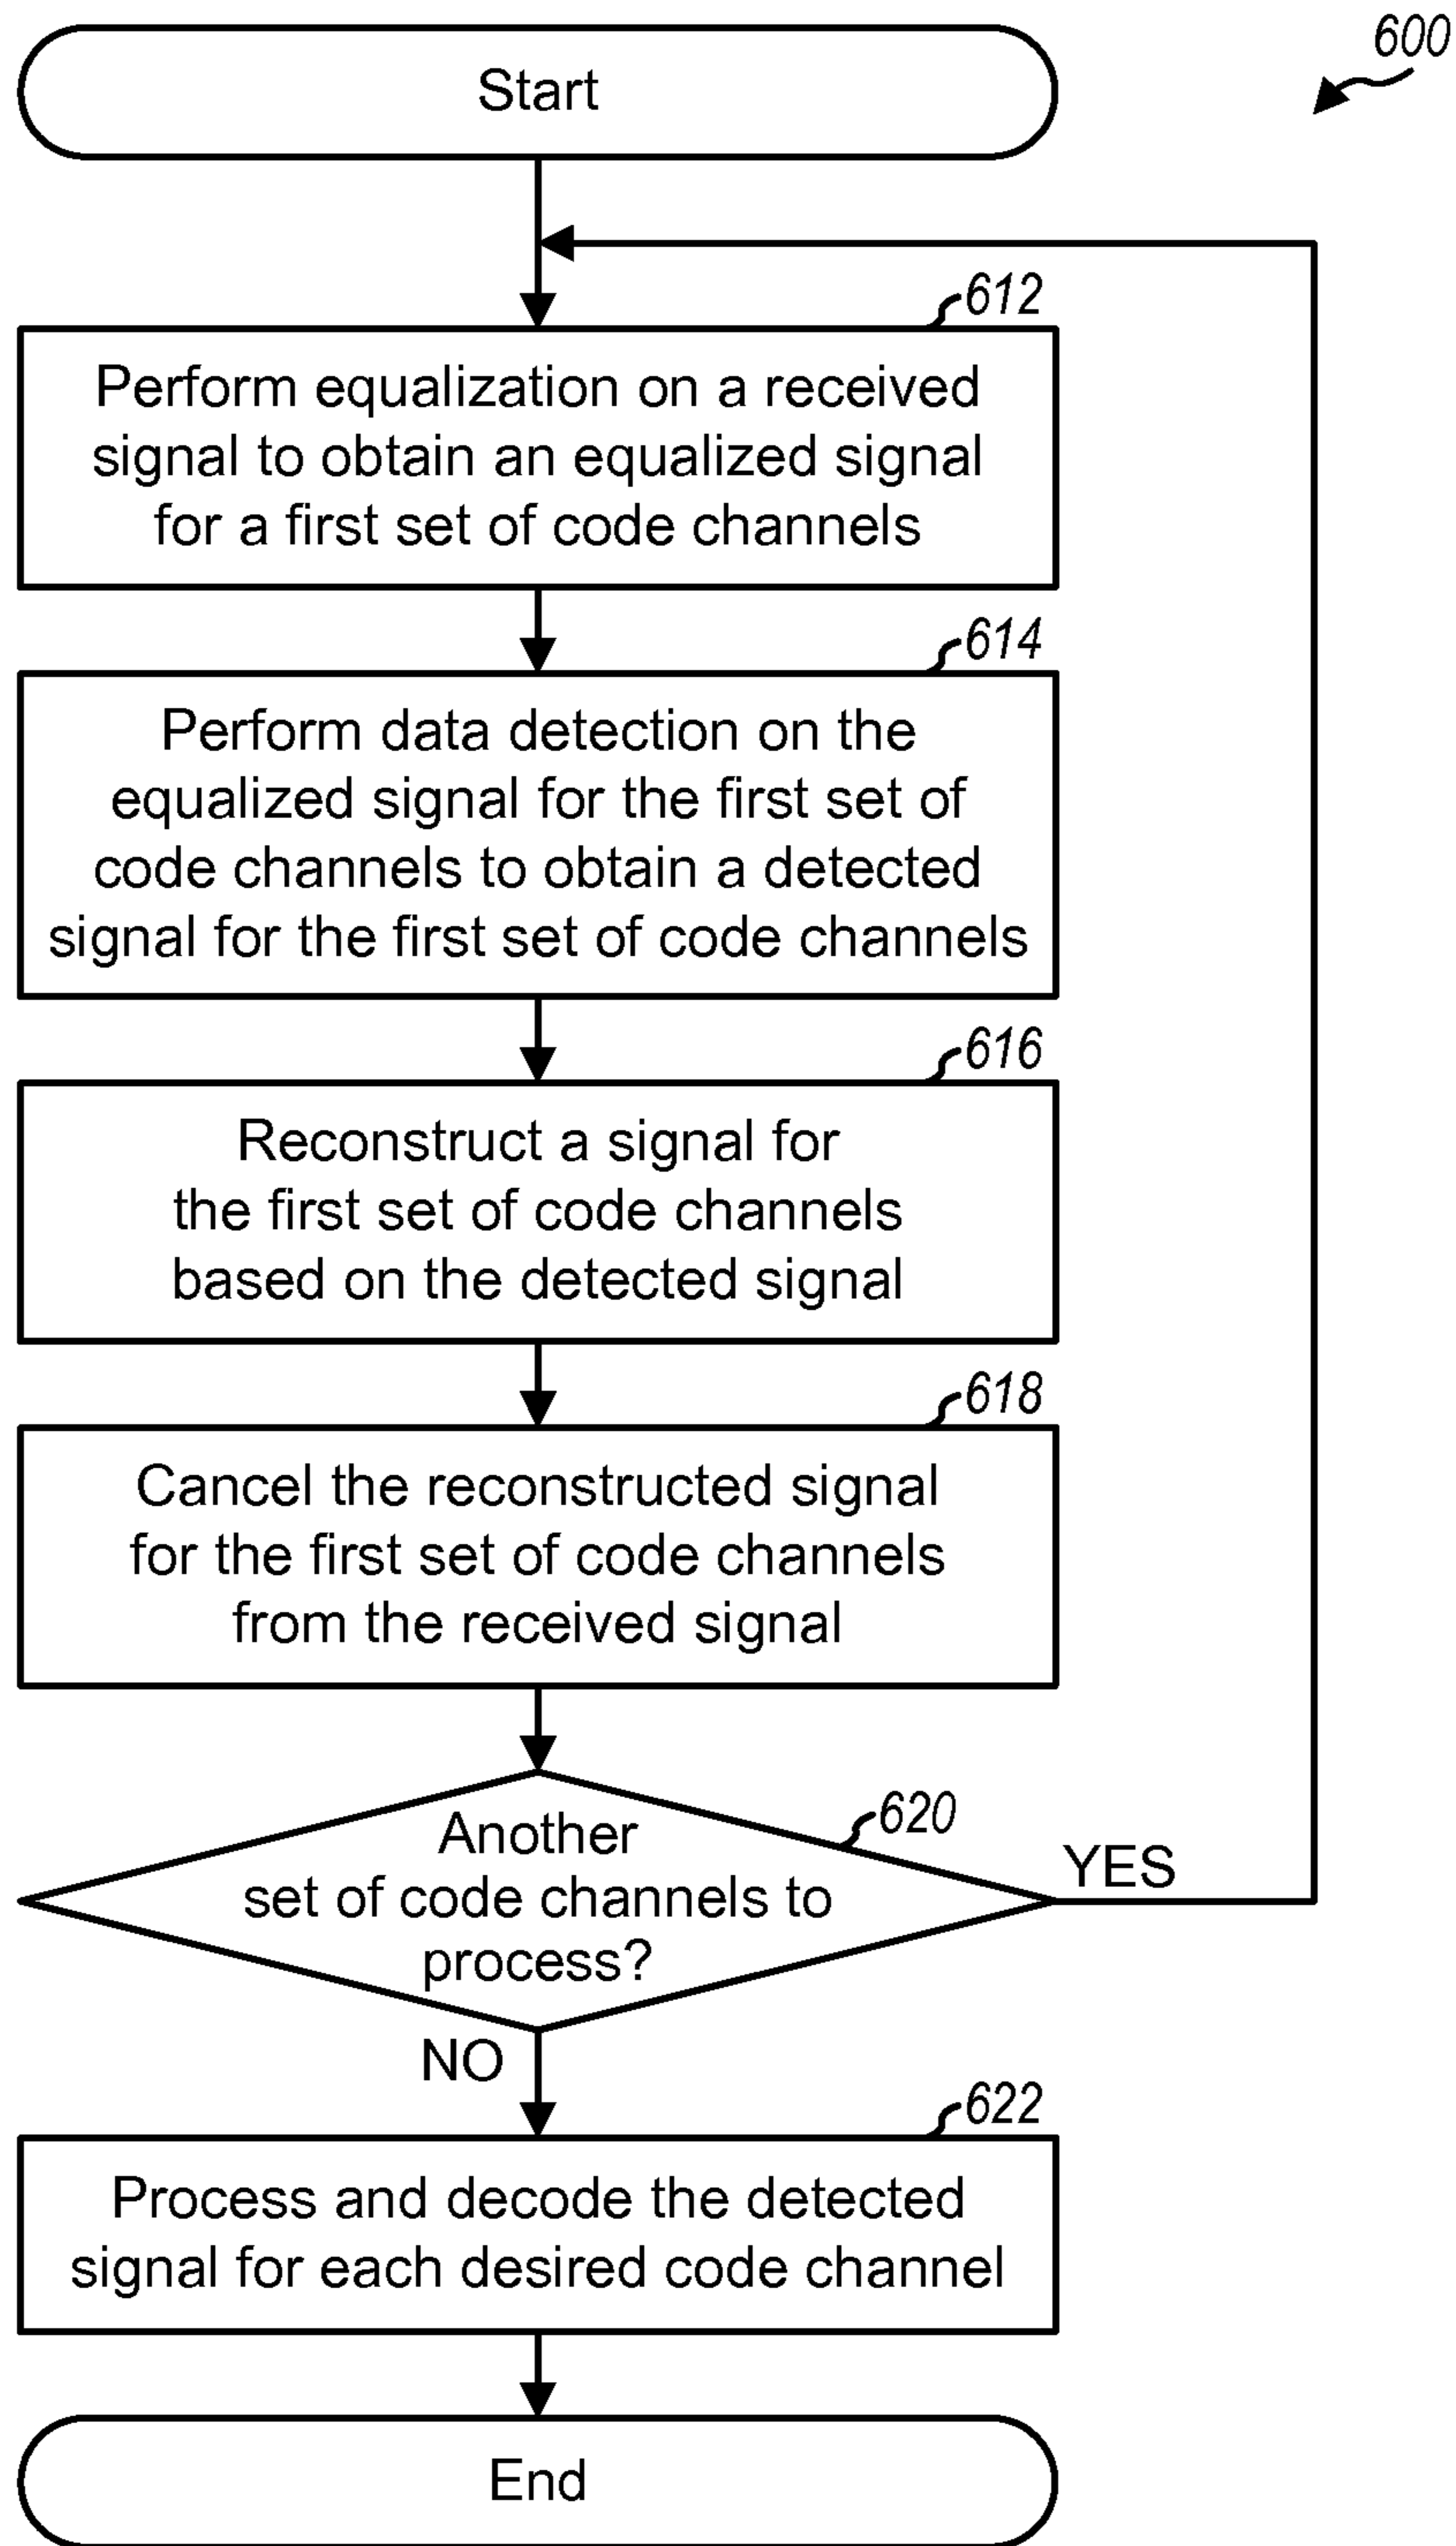 600
Start
612
Perform equalization on a received
signal to obtain an equalized signal
for a first set of code channels
614
Perform data detection on the
equalized signal for the first set of
code channels to obtain a detected
signal for the first set of code channels
616
Reconstruct a signal for
the first set of code channels
based on the detected signal
618
Cancel the reconstructed signal
for the first set of code channels
from the received signal
620
Another
set of code channels to
process?
YES
NO
622
Process and decode the detected
signal for each desired code channel
End